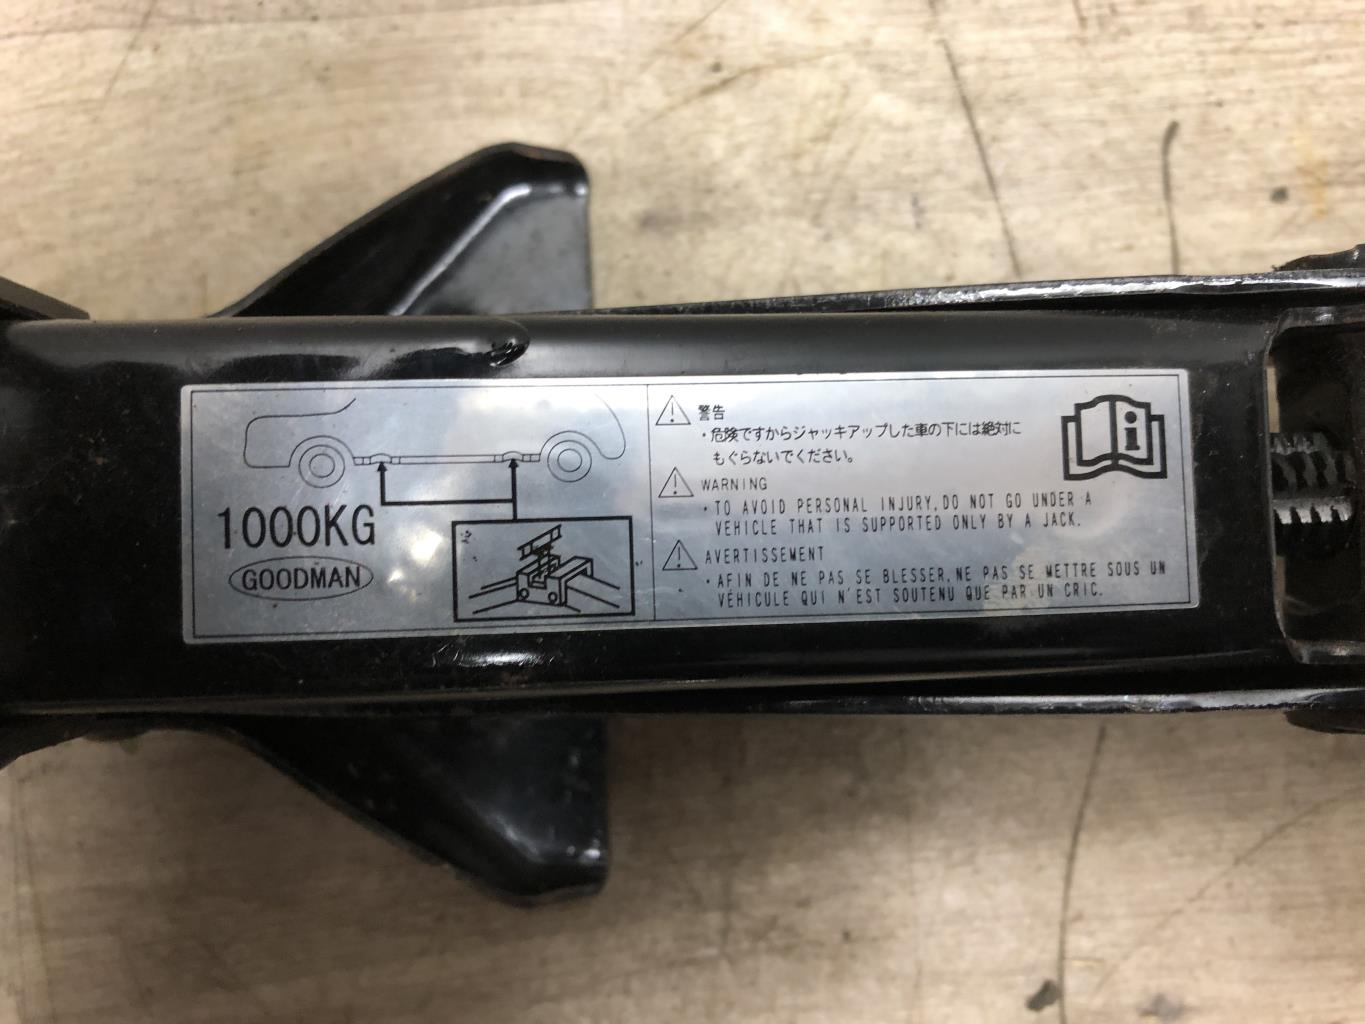 1000KG
GOODMAN
警告
・危険ですからジャッキアップした車の下には絶対に
もぐらないでください。
WARNING
・TO AVOID PERSONAL INJURY, DO NOT GO UNDER A
VEHICLE THAT IS SUPPORTED ONLY BY A JACK.
AVERTISSEMENT
・AFIN DE NE PAS SE BLESSER, NE PAS SE METTRE SOUS UN
VÉHICULE QUI N'EST SOUTENU QUE PAR UN CRIC.